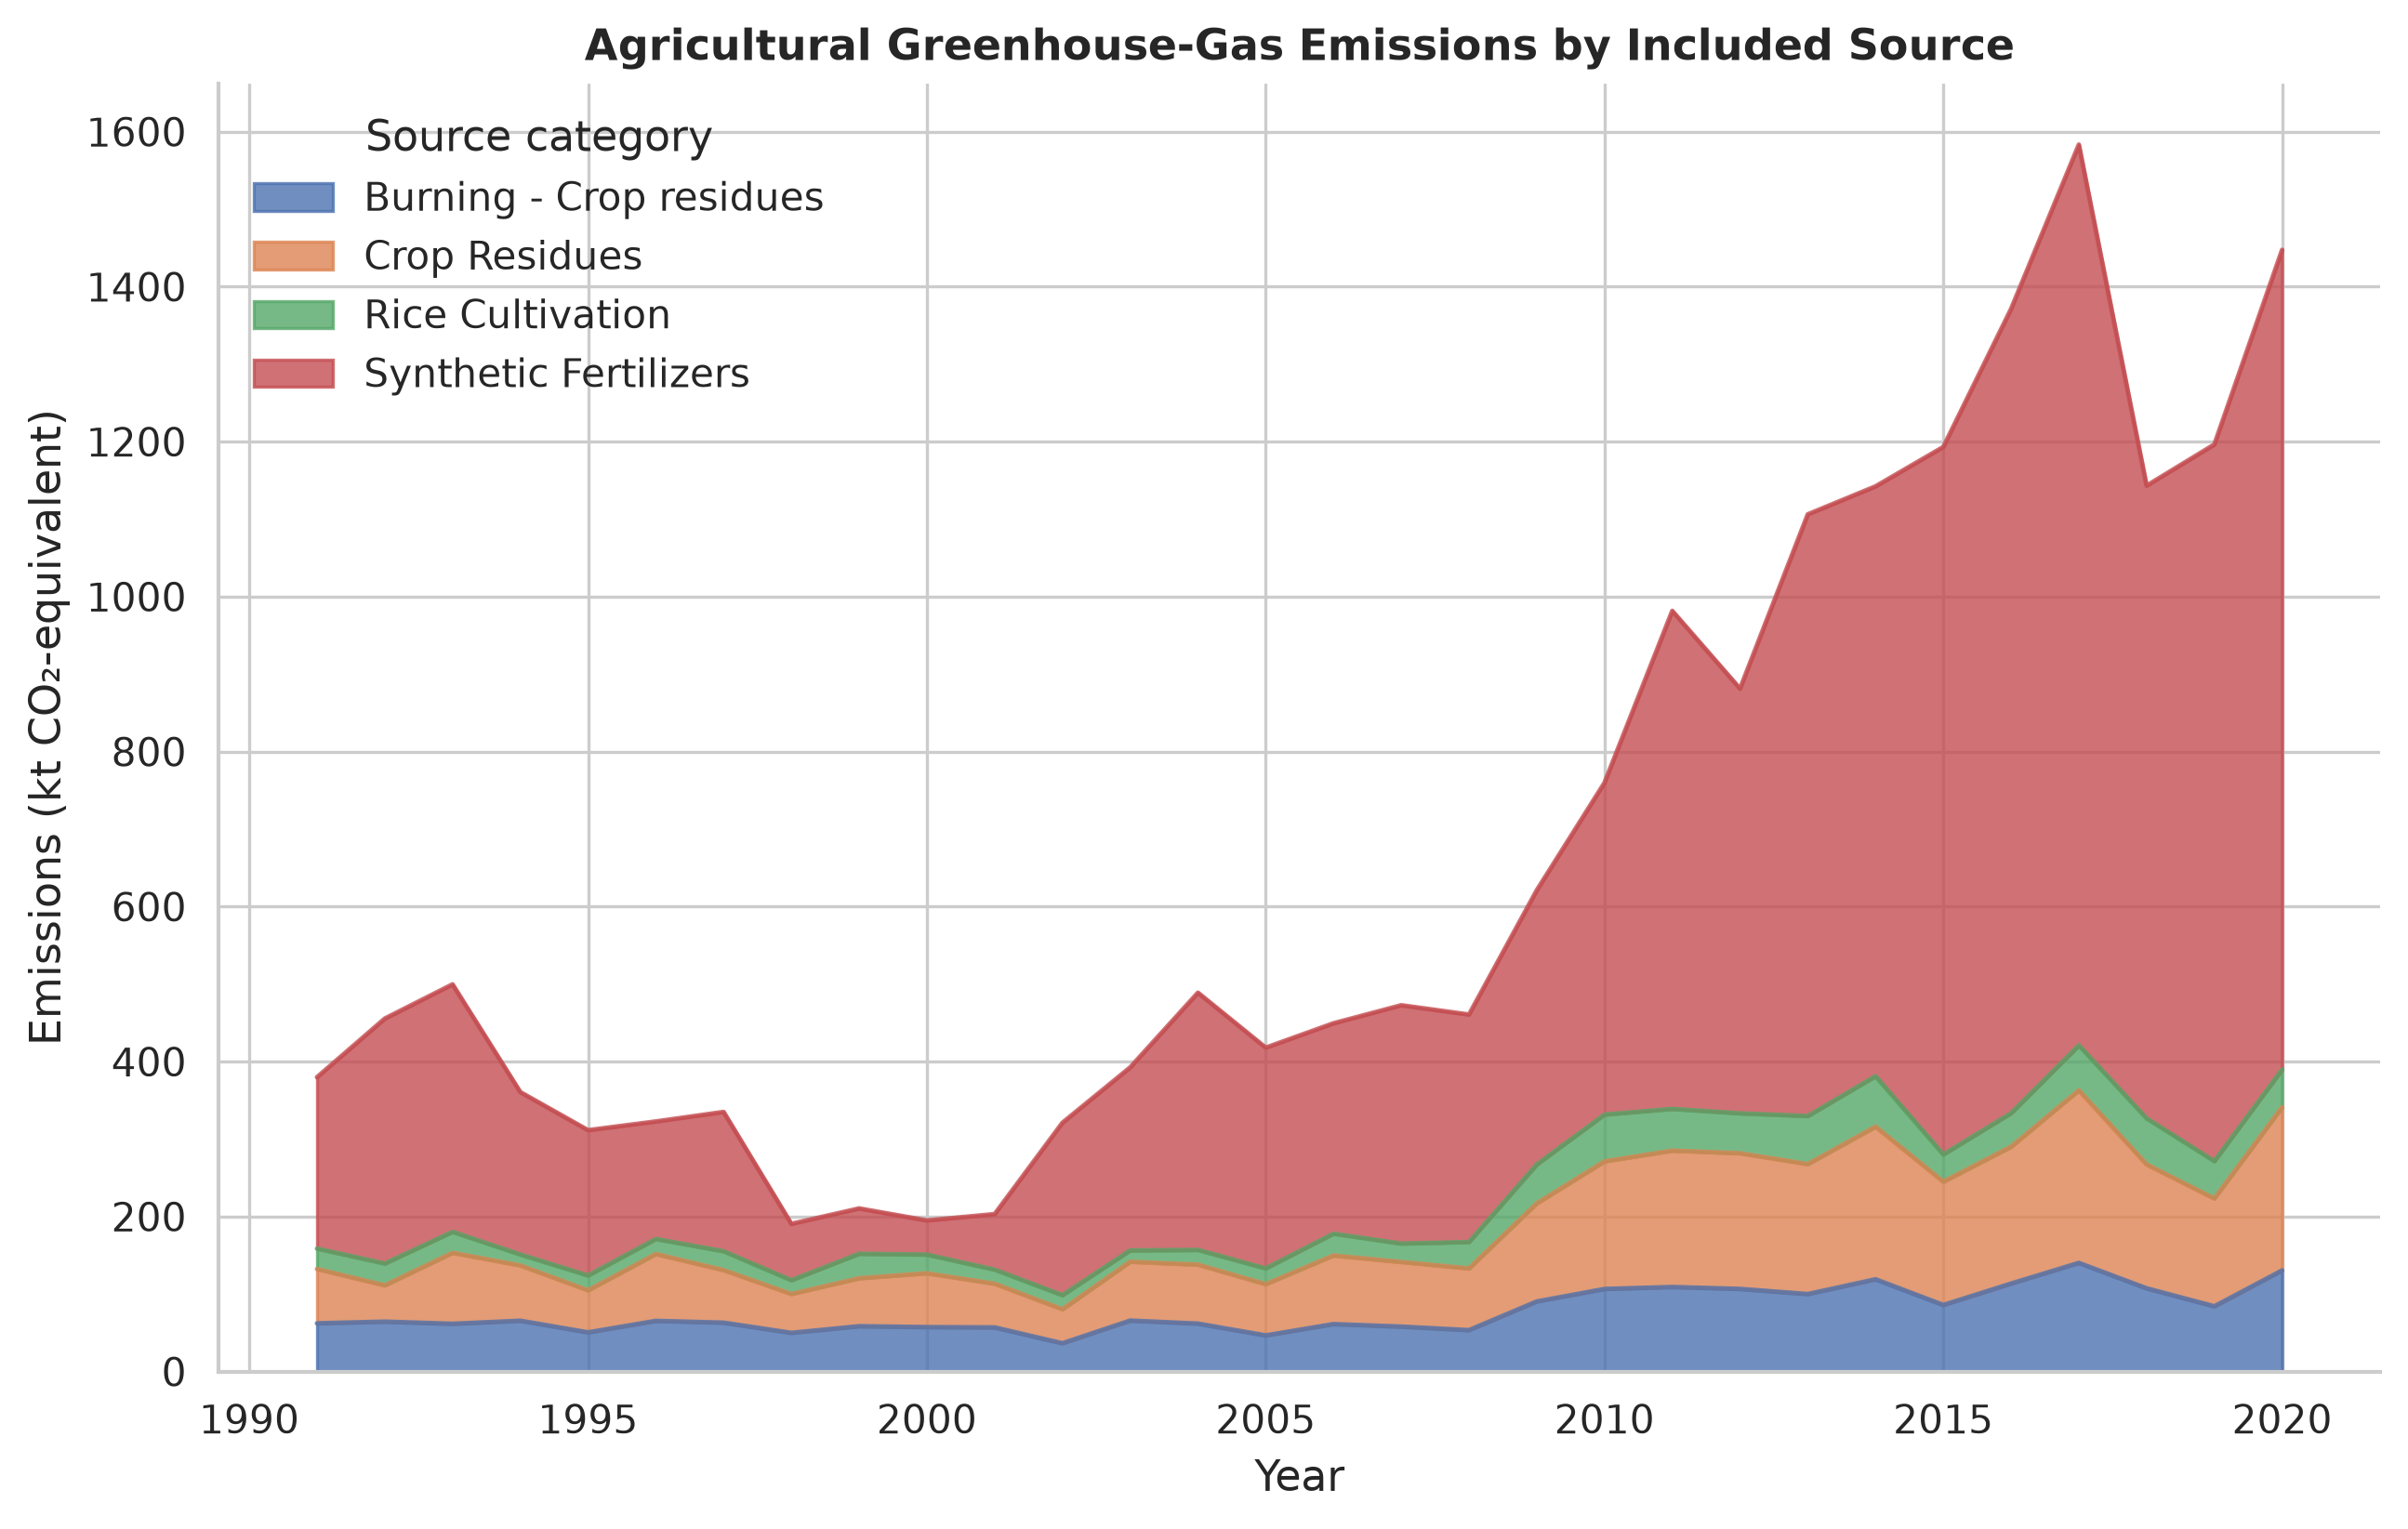 Agricultural Greenhouse-Gas Emissions by Included Source
Source category
Burning - Crop residues
Crop Residues
Rice Cultivation
Synthetic Fertilizers
Emissions (kt CO₂-equivalent)
1600
1400
1200
1000
800
600
400
200
0
1990 1995 2000 2005 2010 2015 2020
Year